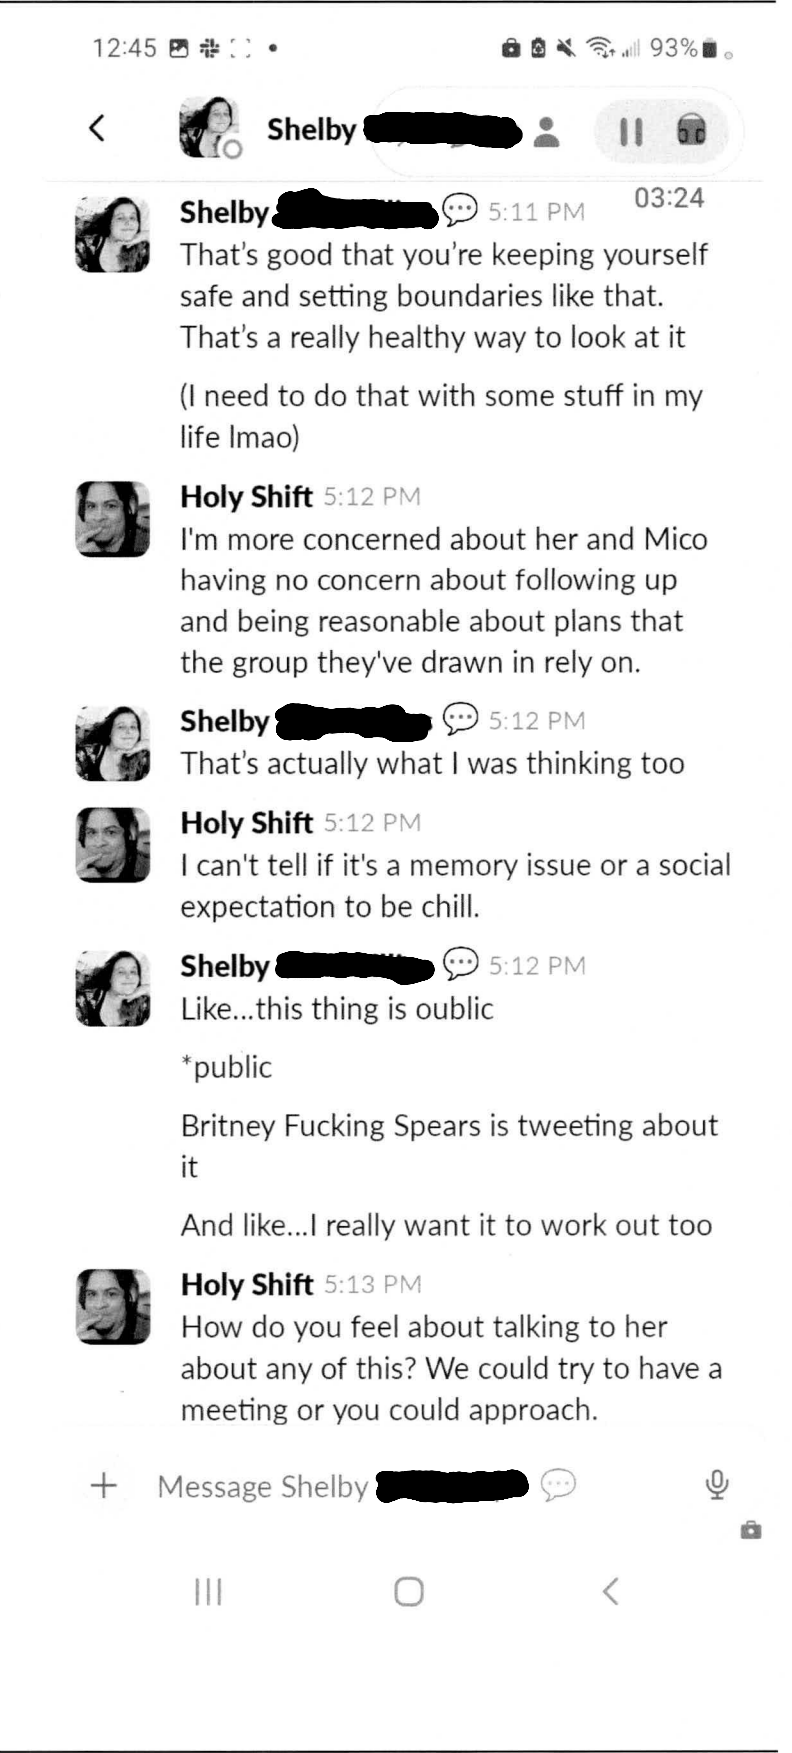 12:45 93%
Shelby
03:24
Shelby 5:11 PM
That's good that you're keeping yourself
safe and setting boundaries like that.
That's a really healthy way to look at it
(I need to do that with some stuff in my
life lmao)
Holy Shift 5:12 PM
I'm more concerned about her and Mico
having no concern about following up
and being reasonable about plans that
the group they've drawn in rely on.
Shelby 5:12 PM
That's actually what I was thinking too
Holy Shift 5:12 PM
I can't tell if it's a memory issue or a social
expectation to be chill.
Shelby 5:12 PM
Like...this thing is oublic
*public
Britney Fucking Spears is tweeting about
it
And like...I really want it to work out too
Holy Shift 5:13 PM
How do you feel about talking to her
about any of this? We could try to have a
meeting or you could approach.
Message Shelby